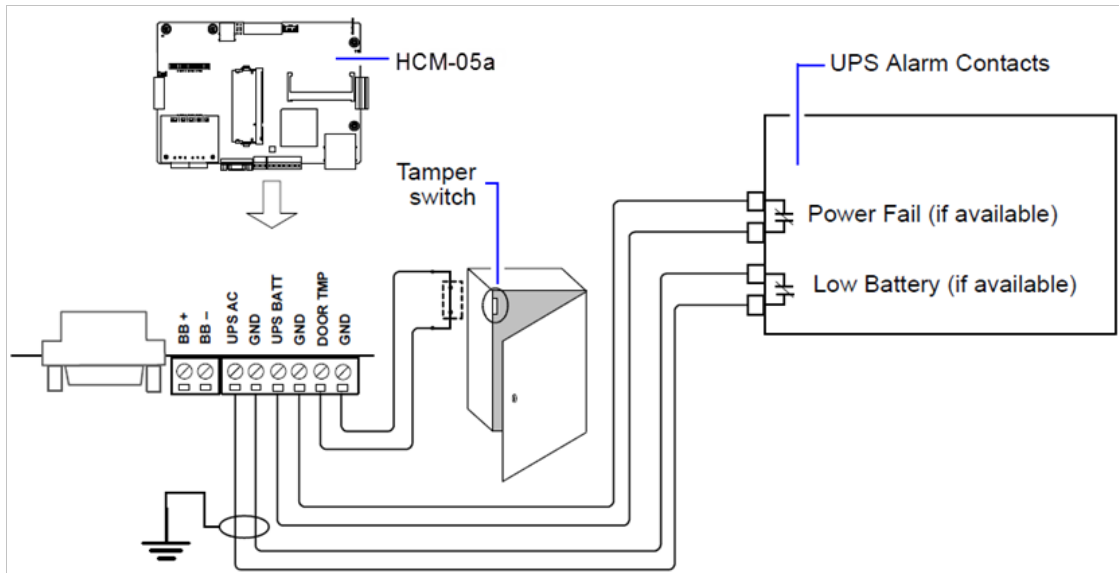 HCM-05a
UPS Alarm Contacts
Tamper
switch
Power Fail (if available)
Low Battery (if available)
BB +
BB –
UPS AC
GND
UPS BATT
GND
DOOR TMP
GND